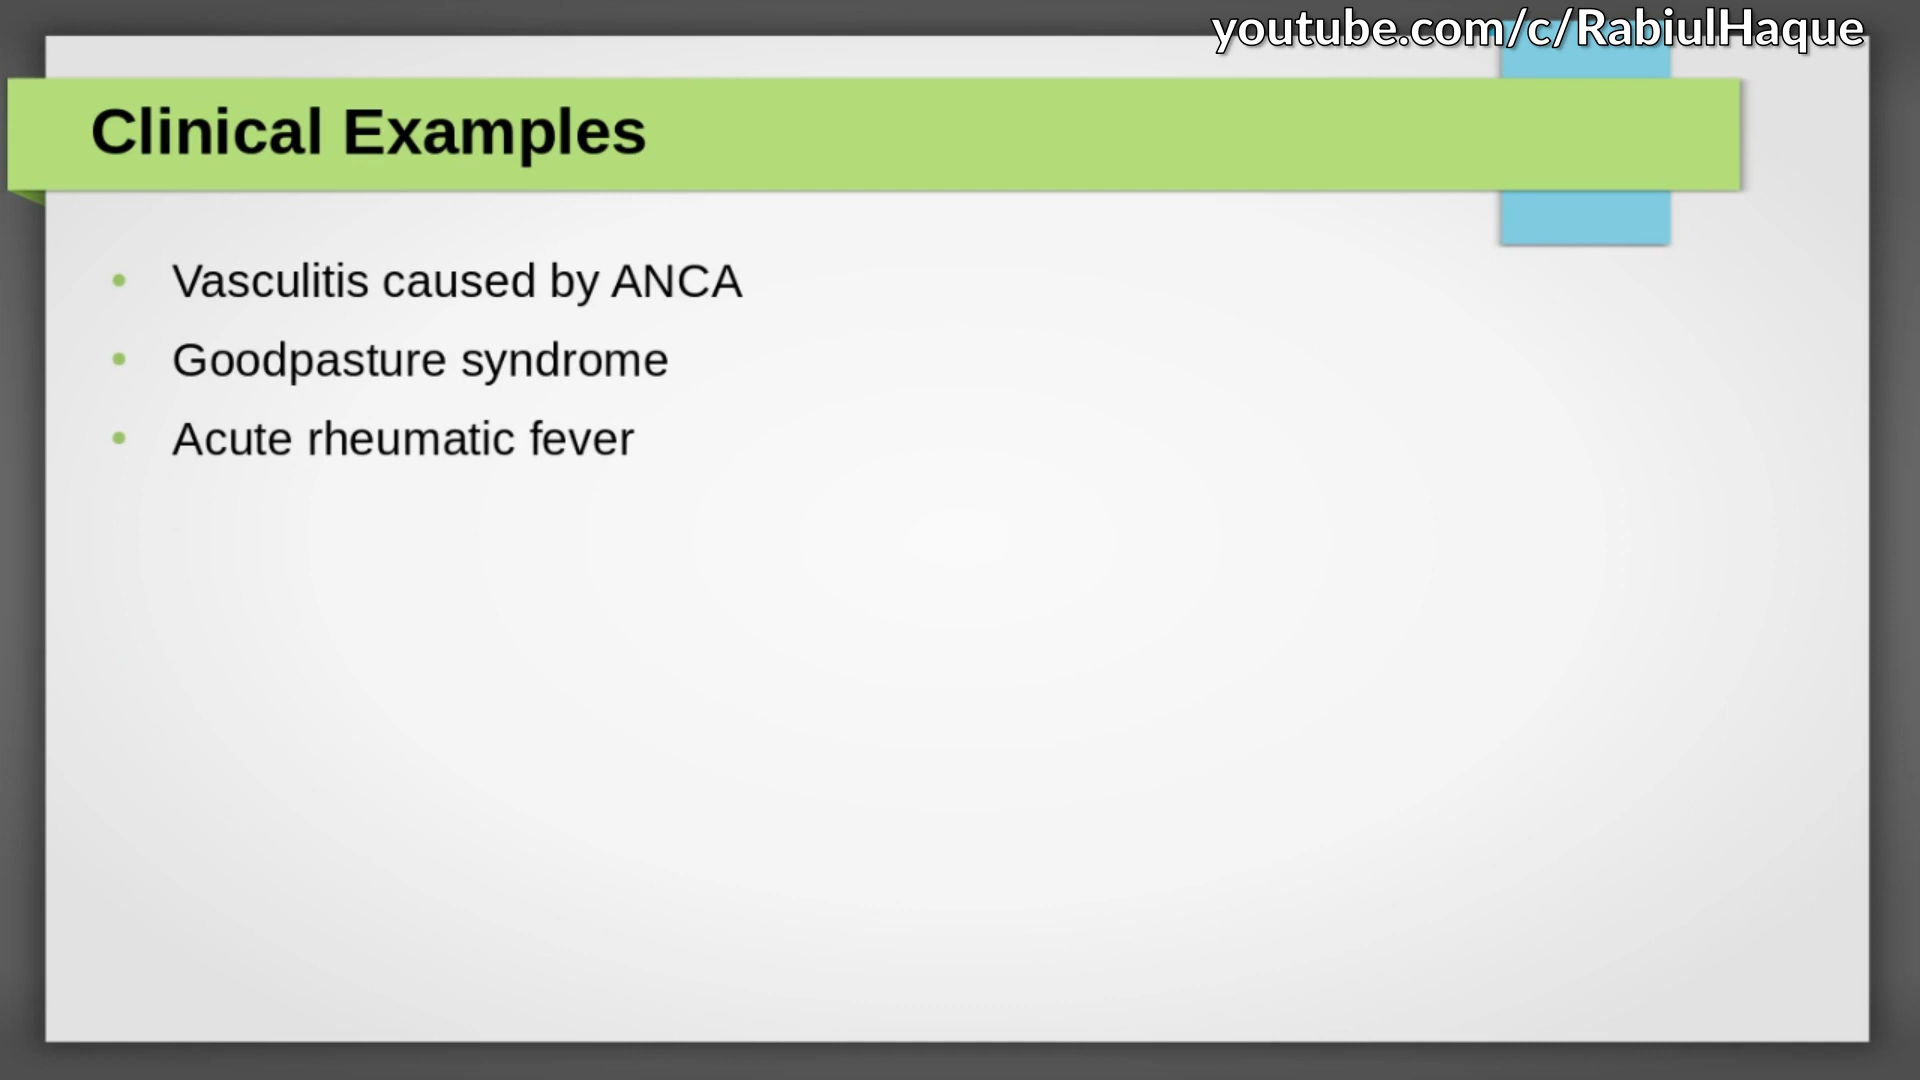 youtube.com/c/RabiulHaque
Clinical Examples
• Vasculitis caused by ANCA
• Goodpasture syndrome
• Acute rheumatic fever